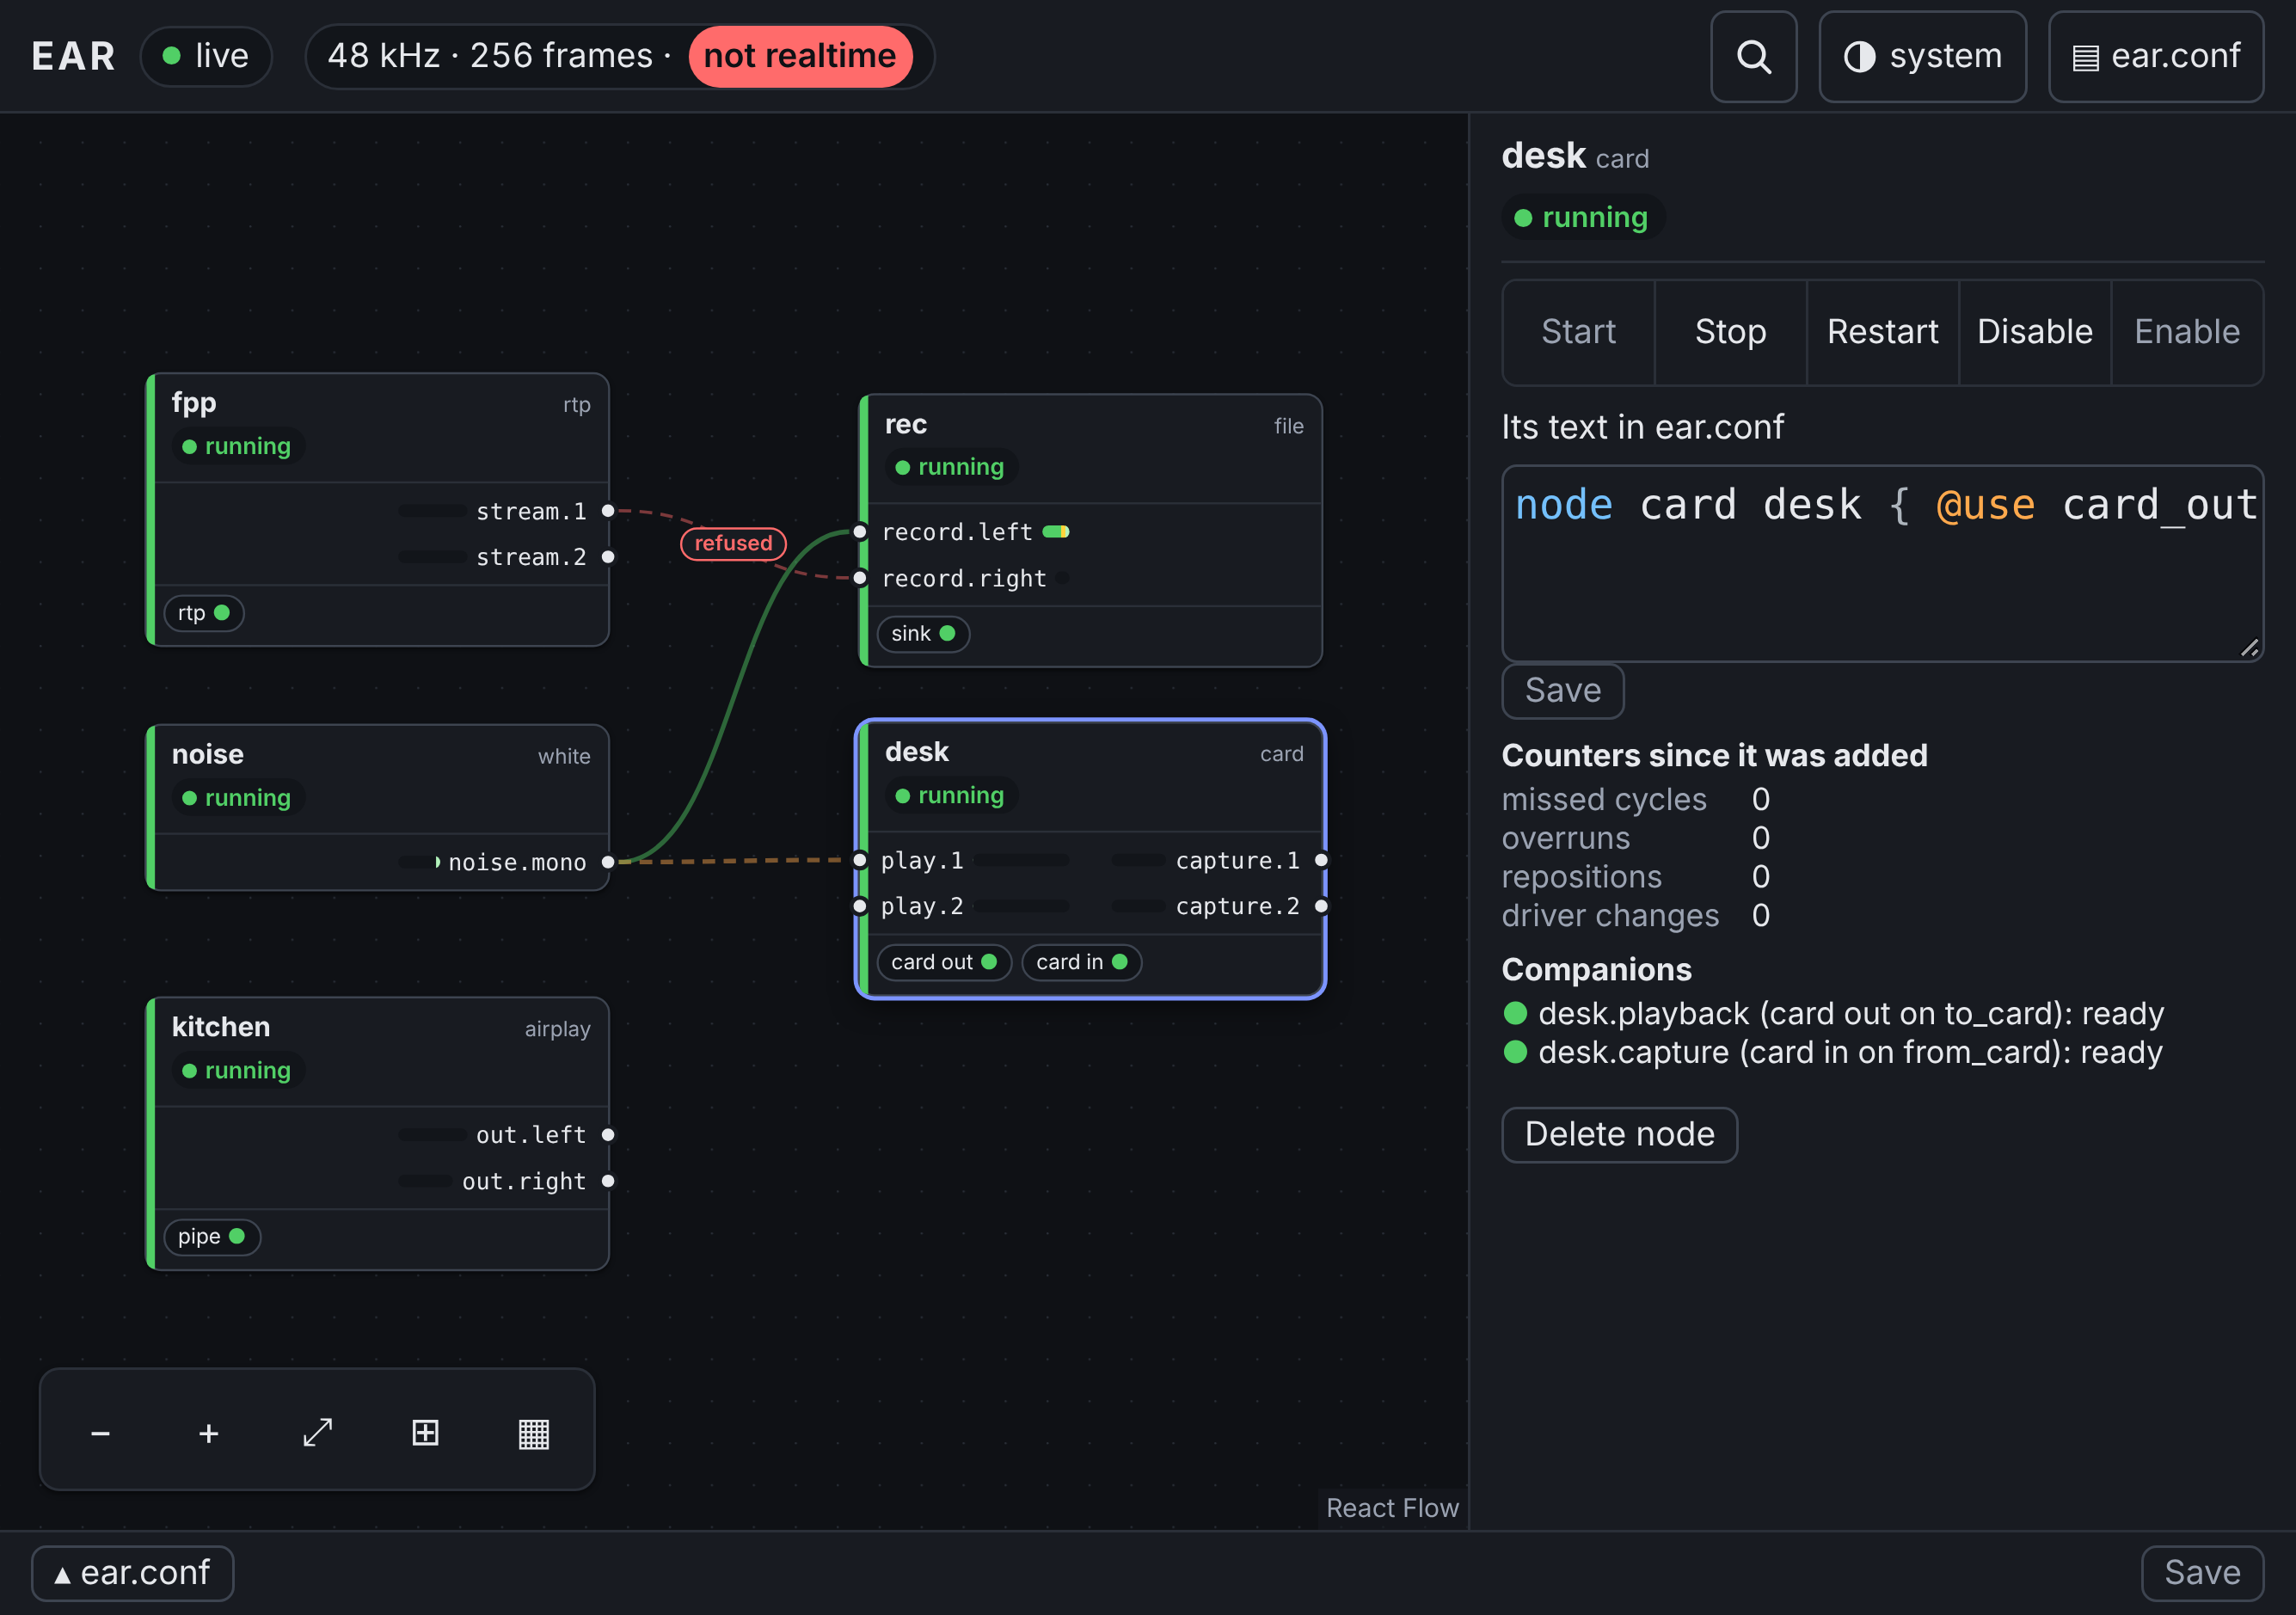 EAR
live
48 kHz · 256 frames · not realtime
system
ear.conf
fpp
rtp
running
stream.1
stream.2
rtp
refused
rec
file
running
record.left
record.right
sink
noise
white
running
noise.mono
desk
card
running
play.1
capture.1
play.2
capture.2
card out
card in
kitchen
airplay
running
out.left
out.right
pipe
React Flow
desk card
running
Start
Stop
Restart
Disable
Enable
Its text in ear.conf
node card desk { @use card_out
Save
Counters since it was added
missed cycles 0
overruns 0
repositions 0
driver changes 0
Companions
desk.playback (card out on to_card): ready
desk.capture (card in on from_card): ready
Delete node
▴ ear.conf
Save